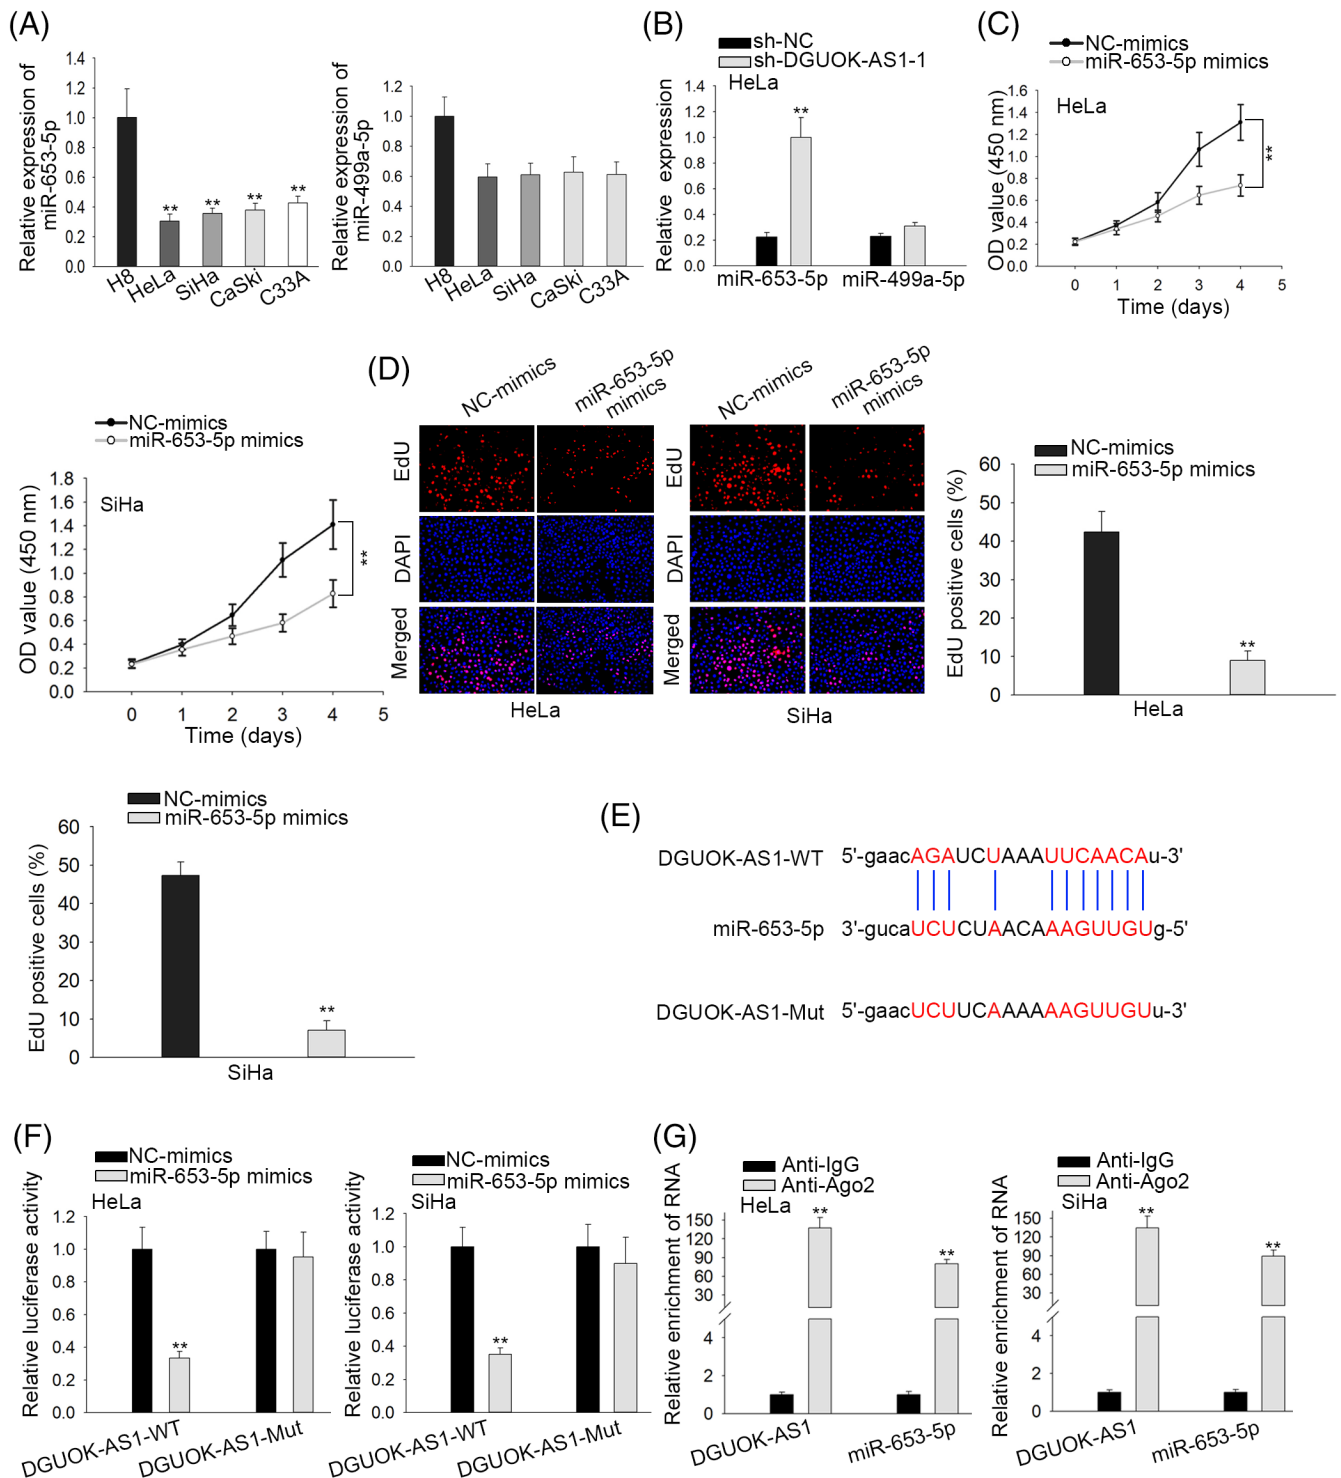 (A)
Relative expression of
miR-653-5p
1.4
1.2
1.0
0.8
0.6
0.4
0.2
0.0
** ** ** **
H8 HeLa SiHa CaSki C33A
Relative expression of
miR-499a-5p
1.2
1.0
0.8
0.6
0.4
0.2
0.0
H8 HeLa SiHa CaSki C33A
(B)
sh-NC
sh-DGUOK-AS1-1
HeLa
Relative expression
1.4
1.2
1.0
0.8
0.6
0.4
0.2
0.0
**
miR-653-5p miR-499a-5p
(C)
NC-mimics
miR-653-5p mimics
HeLa
OD value (450 nm)
1.6
1.4
1.2
1.0
0.8
0.6
0.4
0.2
0.0
**
0 1 2 3 4 5
Time (days)
NC-mimics
miR-653-5p mimics
SiHa
OD value (450 nm)
1.8
1.6
1.4
1.2
1.0
0.8
0.6
0.4
0.2
0.0
**
0 1 2 3 4 5
Time (days)
(D)
NC-mimics
miR-653-5p
mimics
EdU
DAPI
Merged
HeLa
NC-mimics
miR-653-5p
mimics
EdU
DAPI
Merged
SiHa
NC-mimics
miR-653-5p mimics
EdU positive cells (%)
60
50
40
30
20
10
0
**
HeLa
NC-mimics
miR-653-5p mimics
EdU positive cells (%)
60
50
40
30
20
10
0
**
SiHa
(E)
DGUOK-AS1-WT 5'-gaacAGAUCUAAAUUCAACAu-3'
miR-653-5p 3'-gucaUCUCUAACAAAGUUGUg-5'
DGUOK-AS1-Mut 5'-gaacUCUUCAAAAAAGUUGUu-3'
(F)
NC-mimics
miR-653-5p mimics
HeLa
Relative luciferase activity
1.2
1.0
0.8
0.6
0.4
0.2
0.0
**
DGUOK-AS1-WT DGUOK-AS1-Mut
NC-mimics
miR-653-5p mimics
SiHa
Relative luciferase activity
1.2
1.0
0.8
0.6
0.4
0.2
0.0
**
DGUOK-AS1-WT DGUOK-AS1-Mut
(G)
Anti-IgG
Anti-Ago2
HeLa
Relative enrichment of RNA
150
120
90
60
30
4
2
0
** **
DGUOK-AS1 miR-653-5p
Anti-IgG
Anti-Ago2
SiHa
Relative enrichment of RNA
150
120
90
60
30
4
2
0
** **
DGUOK-AS1 miR-653-5p